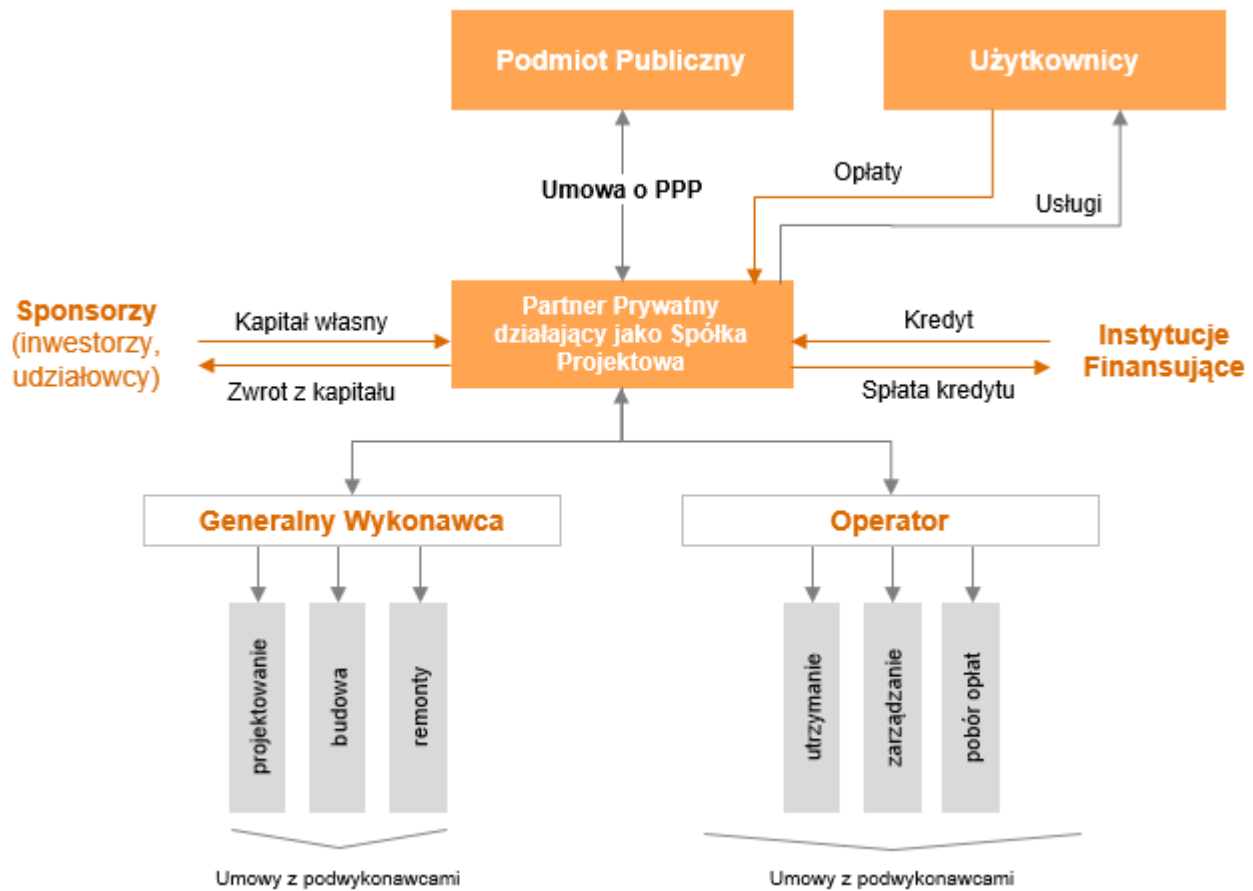 Podmiot Publiczny
Użytkownicy
Umowa o PPP
Opłaty
Usługi
Sponsorzy
(inwestorzy,
udziałowcy)
Kapitał własny
Zwrot z kapitału
Partner Prywatny
działający jako Spółka
Projektowa
Kredyt
Spłata kredytu
Instytucje
Finansujące
Generalny Wykonawca
Operator
projektowanie
budowa
remonty
utrzymanie
zarządzanie
pobór opłat
Umowy z podwykonawcami
Umowy z podwykonawcami